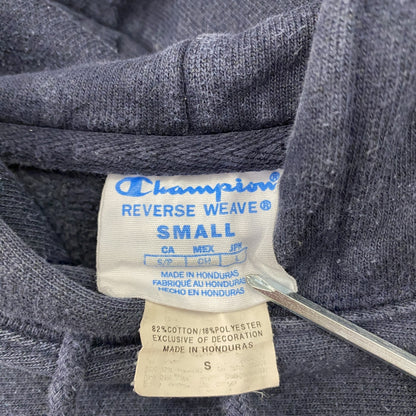 Champion
REVERSE WEAVE®
SMALL
CA MEX JPN
S/P CH L
MADE IN HONDURAS
FABRIQUÉ AU HONDURAS
HECHO EN HONDURAS
82%COTTON/18%POLYESTER
EXCLUSIVE OF DECORATION
MADE IN HONDURAS
S